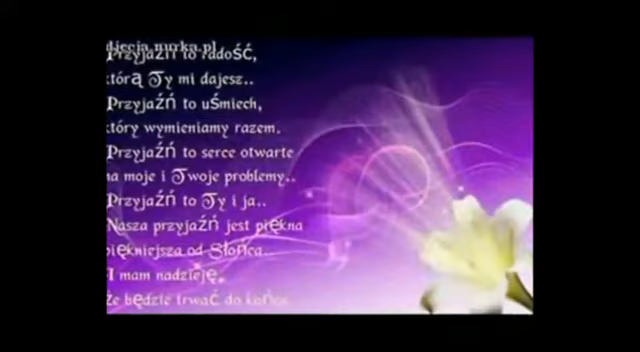 Przyjaźń to radość,
którą Ty mi dajesz..
Przyjaźń to uśmiech,
który wymieniamy razem.
Przyjaźń to serce otwarte
na moje i Twoje problemy..
Przyjaźń to Ty i ja..
Nasza przyjaźń jest piękna
piękniejsza od Słońca..
I mam nadzieję,
Że będzie trwać do końca